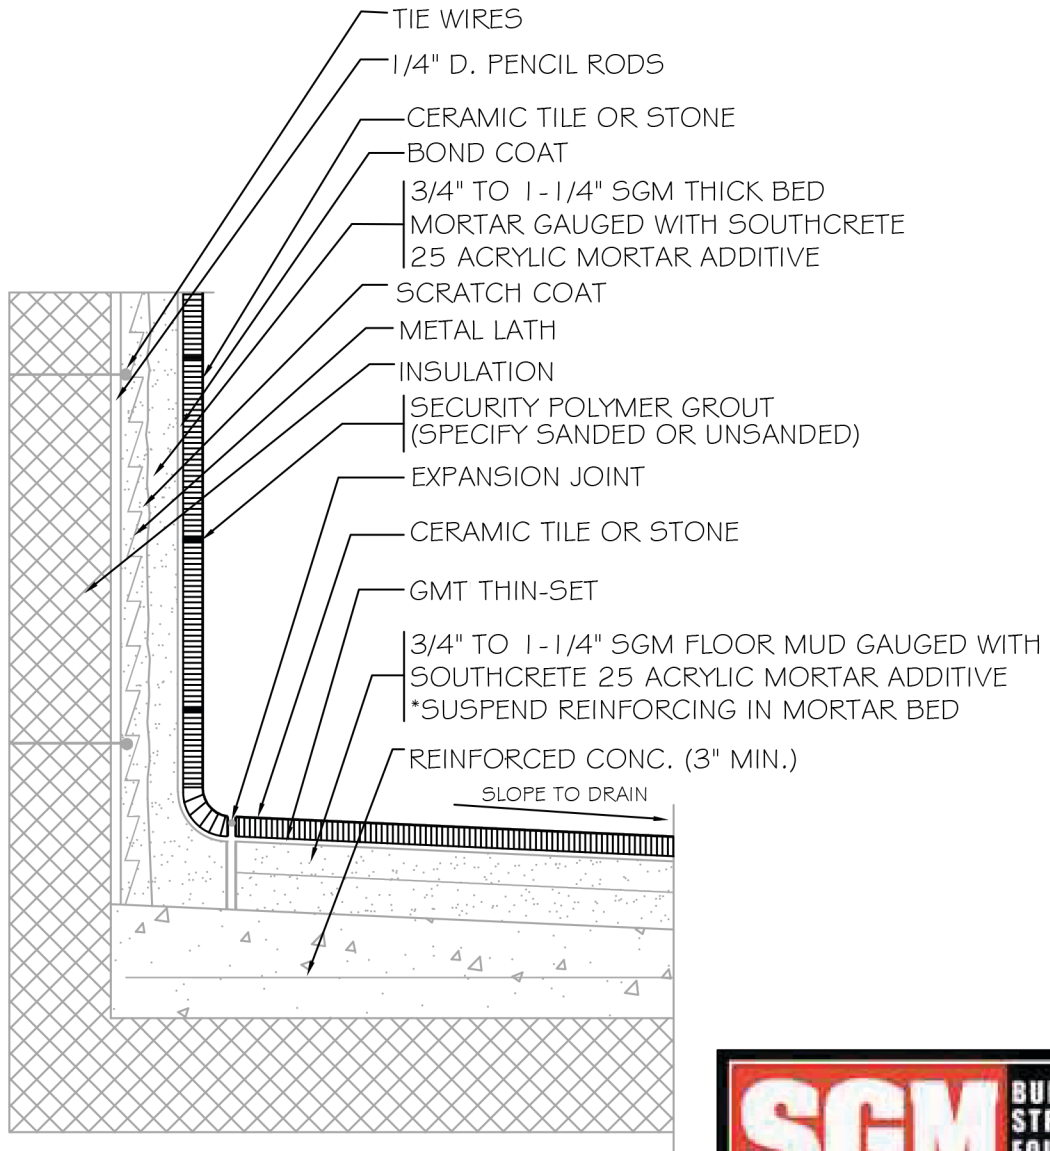 TIE WIRES
1/4" D. PENCIL RODS
CERAMIC TILE OR STONE
BOND COAT
3/4" TO 1-1/4" SGM THICK BED
MORTAR GAUGED WITH SOUTHCRETE
25 ACRYLIC MORTAR ADDITIVE
SCRATCH COAT
METAL LATH
INSULATION
SECURITY POLYMER GROUT
(SPECIFY SANDED OR UNSANDED)
EXPANSION JOINT
CERAMIC TILE OR STONE
GMT THIN-SET
3/4" TO 1-1/4" SGM FLOOR MUD GAUGED WITH
SOUTHCRETE 25 ACRYLIC MORTAR ADDITIVE
*SUSPEND REINFORCING IN MORTAR BED
REINFORCED CONC. (3" MIN.)
SLOPE TO DRAIN
SGM